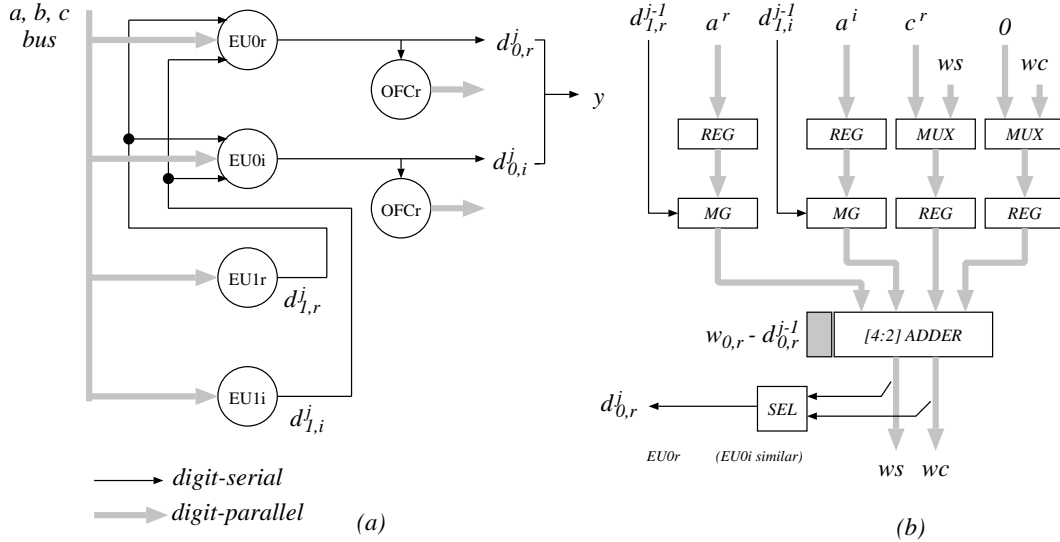 a, b, c
bus
EU0r
d^j_{0,r}
OFCr
y
EU0i
d^j_{0,i}
OFCr
EU1r
d^j_{1,r}
EU1i
d^j_{1,i}
digit-serial
digit-parallel
(a)
d^{j-1}_{1,r} a^r d^{j-1}_{1,i} a^i c^r 0
ws wc
REG REG MUX MUX
MG MG REG REG
w_{0,r} - d^{j-1}_{0,r} [4:2] ADDER
d^j_{0,r} SEL
EU0r (EU0i similar)
ws wc
(b)